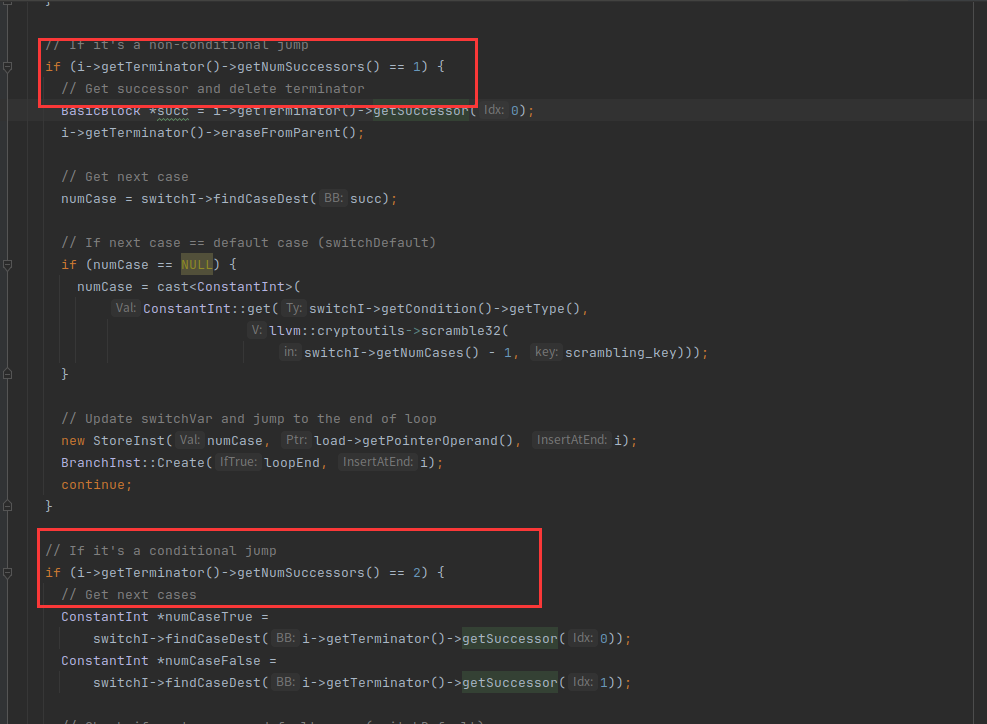 }
// If it's a non-conditional jump
if (i->getTerminator()->getNumSuccessors() == 1) {
// Get successor and delete terminator
BasicBlock *succ = i->getTerminator()->getSuccessor( Idx: 0);
i->getTerminator()->eraseFromParent();
// Get next case
numCase = switchI->findCaseDest( BB: succ);
// If next case == default case (switchDefault)
if (numCase == NULL) {
numCase = cast<ConstantInt>(
Val: ConstantInt::get( Ty: switchI->getCondition()->getType(),
V: llvm::cryptoutils->scramble32(
in: switchI->getNumCases() - 1, key: scrambling_key)));
}
// Update switchVar and jump to the end of loop
new StoreInst( Val: numCase, Ptr: load->getPointerOperand(), InsertAtEnd: i);
BranchInst::Create( IfTrue: loopEnd, InsertAtEnd: i);
continue;
}
// If it's a conditional jump
if (i->getTerminator()->getNumSuccessors() == 2) {
// Get next cases
ConstantInt *numCaseTrue =
switchI->findCaseDest( BB: i->getTerminator()->getSuccessor( Idx: 0));
ConstantInt *numCaseFalse =
switchI->findCaseDest( BB: i->getTerminator()->getSuccessor( Idx: 1));